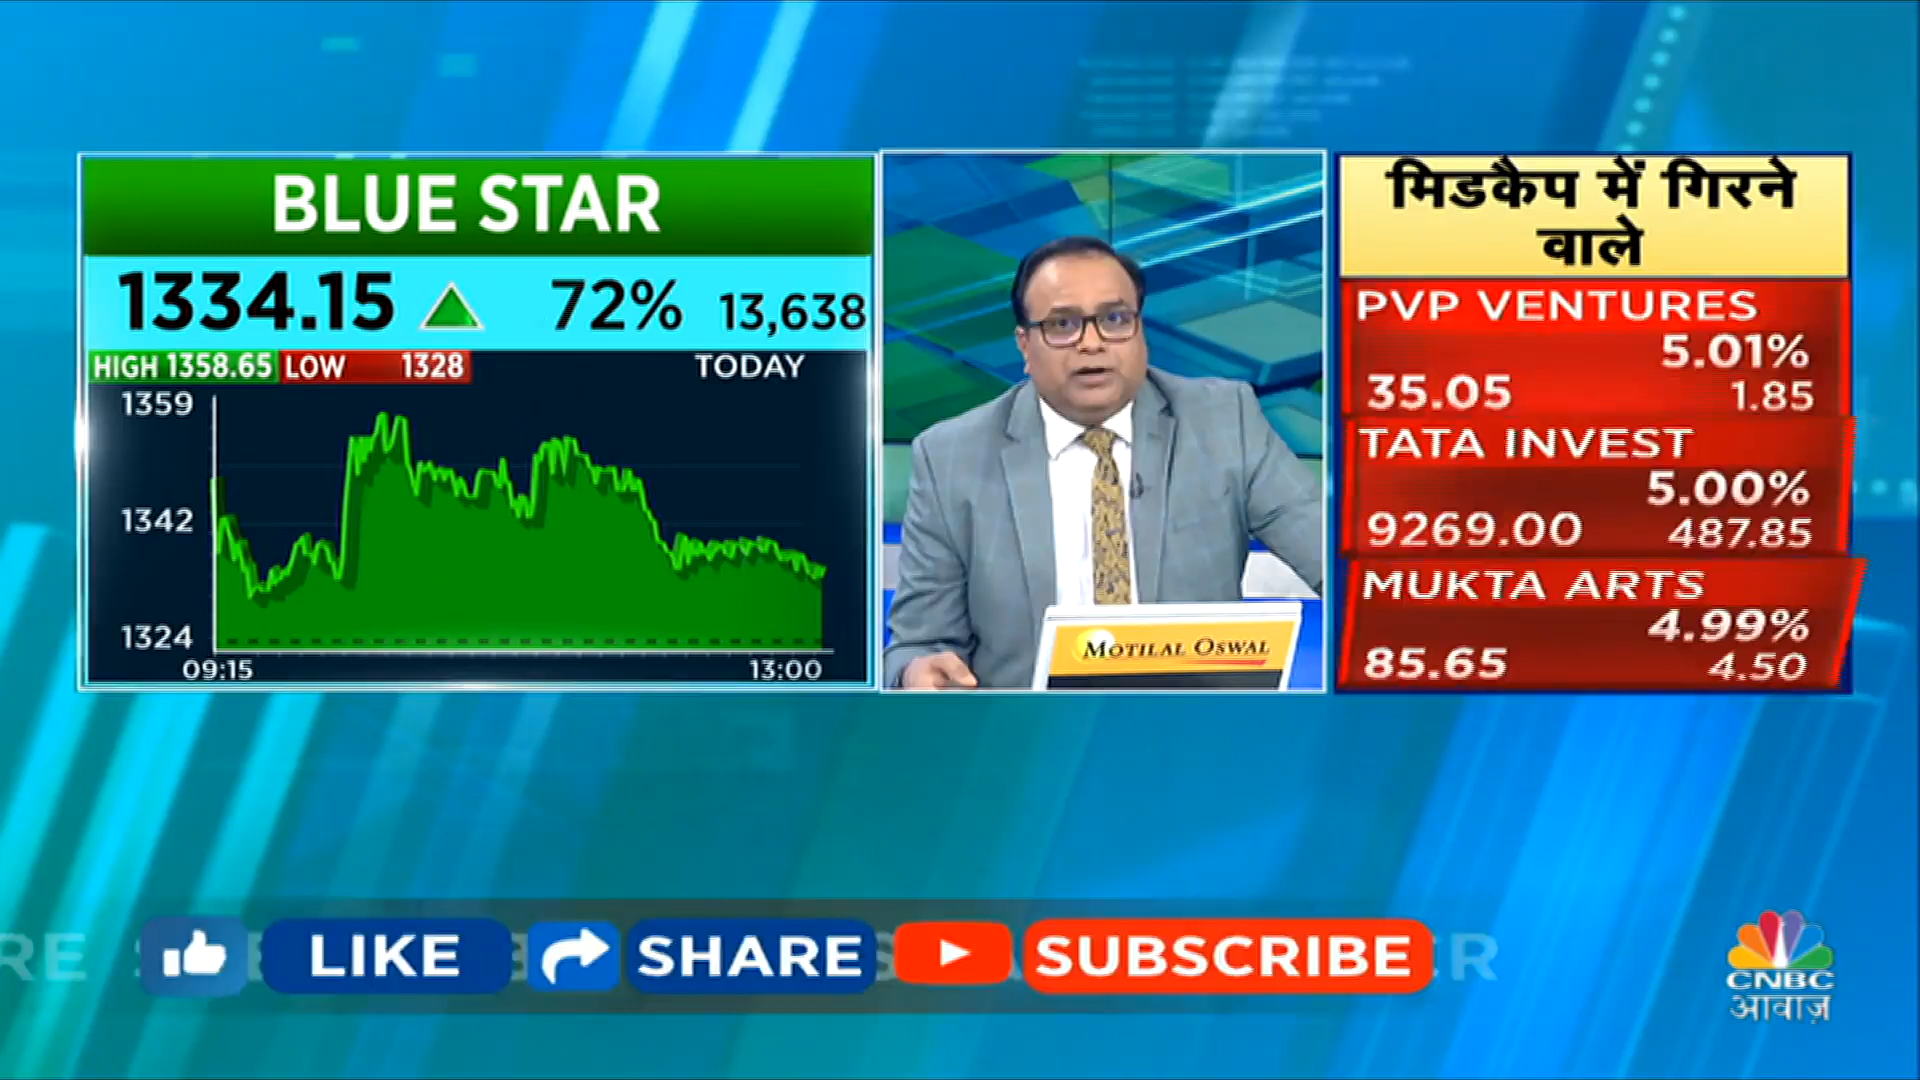 BLUE STAR
1334.15 72% 13,638
HIGH 1358.65 LOW 1328 TODAY
1359
1342
1324
09:15 13:00
MOTILAL OSWAL
मिडकैप में गिरने
वाले
PVP VENTURES
5.01%
35.05 1.85
TATA INVEST
5.00%
9269.00 487.85
MUKTA ARTS
4.99%
85.65 4.50
LIKE SHARE SUBSCRIBE
CNBC
आवाज़